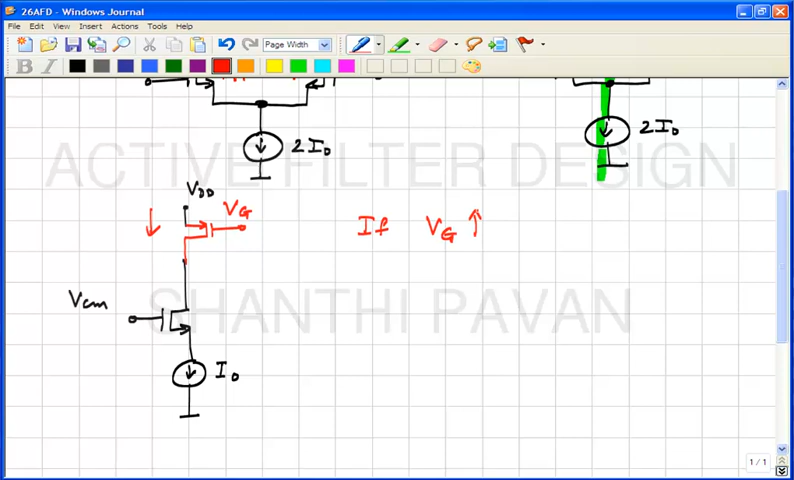 26AFD - Windows Journal
File Edit View Insert Actions Tools Help
Page Width
B I
2I0
2I0
ACTIVE FILTER DESIGN
VDD
VG
If VG ↑
Vcm
SHANTHI PAVAN
I0
1 / 1